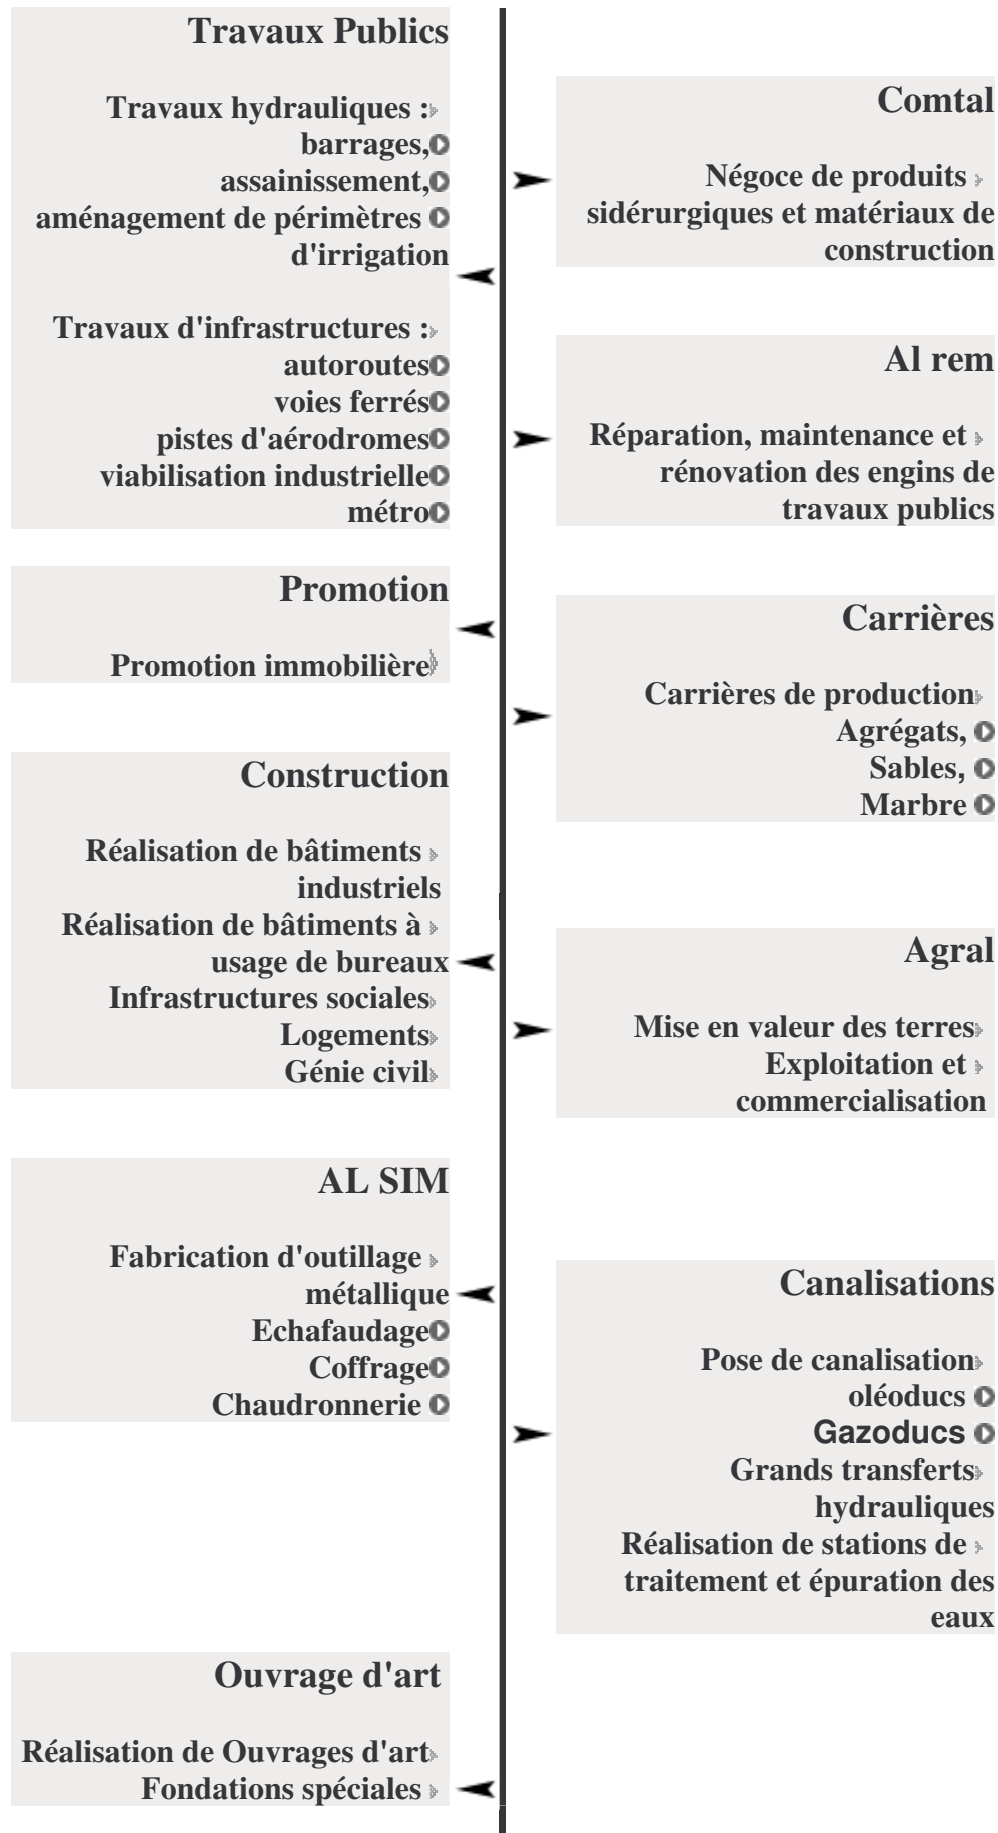 Travaux Publics
Travaux hydrauliques :
barrages,
assainissement,
aménagement de périmètres
d'irrigation
Travaux d'infrastructures :
autoroutes
voies ferrés
pistes d'aérodromes
viabilisation industrielle
métro
Promotion
Promotion immobilière
Construction
Réalisation de bâtiments
industriels
Réalisation de bâtiments à
usage de bureaux
Infrastructures sociales
Logements
Génie civil
AL SIM
Fabrication d'outillage
métallique
Echafaudage
Coffrage
Chaudronnerie
Ouvrage d'art
Réalisation de Ouvrages d'art
Fondations spéciales
Comtal
Négoce de produits
sidérurgiques et matériaux de
construction
Al rem
Réparation, maintenance et
rénovation des engins de
travaux publics
Carrières
Carrières de production
Agrégats,
Sables,
Marbre
Agral
Mise en valeur des terres
Exploitation et
commercialisation
Canalisations
Pose de canalisation
oléoducs
Gazoducs
Grands transferts
hydrauliques
Réalisation de stations de
traitement et épuration des
eaux